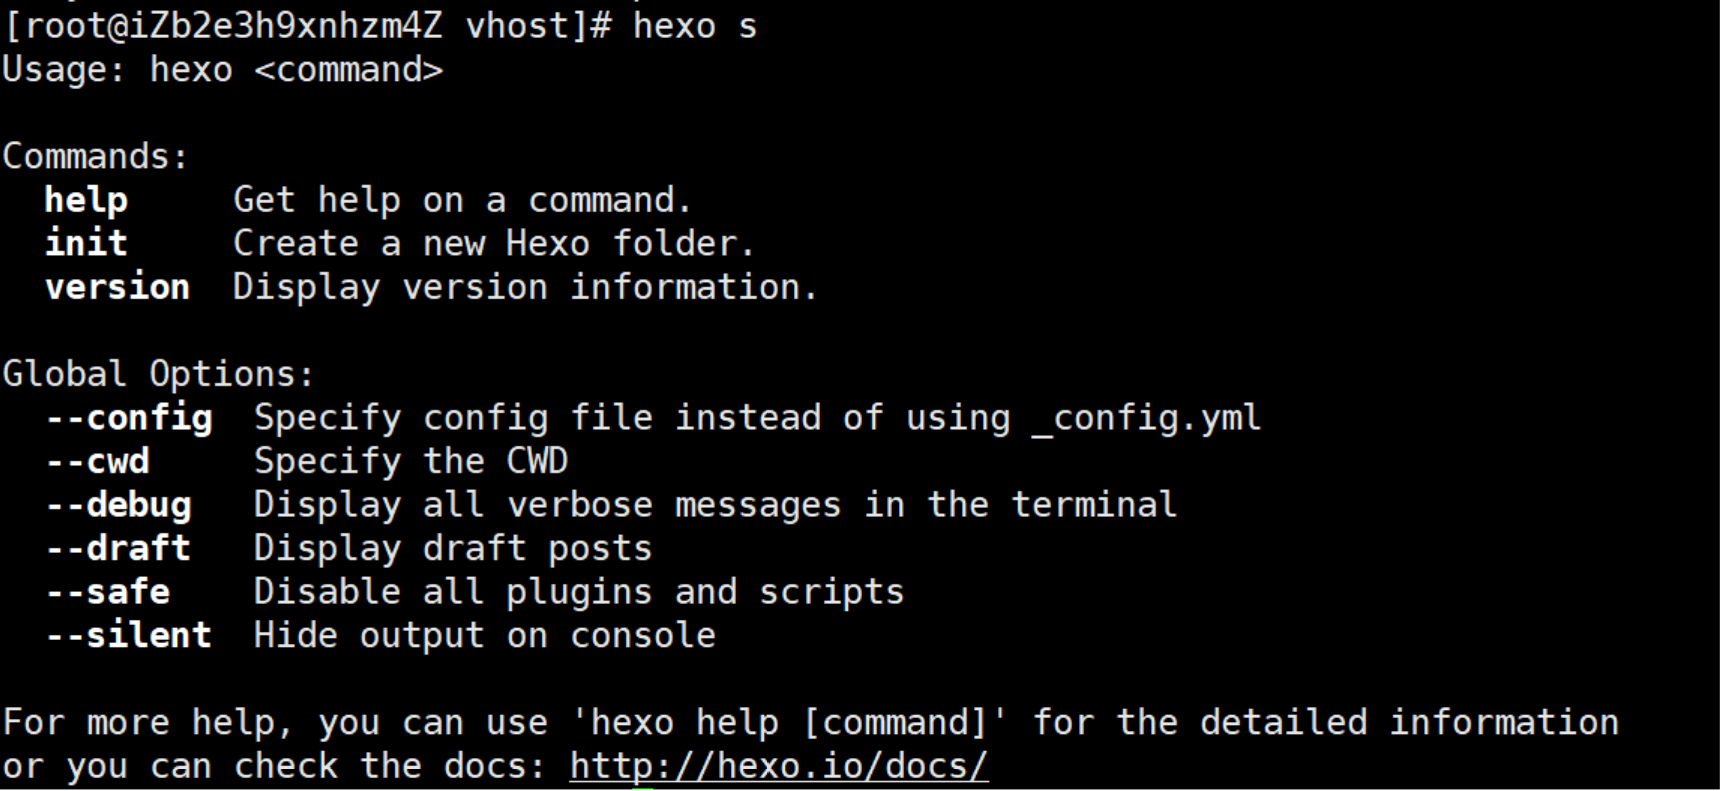 [root@iZb2e3h9xnhzm4Z vhost]# hexo s
Usage: hexo <command>
Commands:
help Get help on a command.
init Create a new Hexo folder.
version Display version information.
Global Options:
--config Specify config file instead of using _config.yml
--cwd Specify the CWD
--debug Display all verbose messages in the terminal
--draft Display draft posts
--safe Disable all plugins and scripts
--silent Hide output on console
For more help, you can use 'hexo help [command]' for the detailed information
or you can check the docs: http://hexo.io/docs/